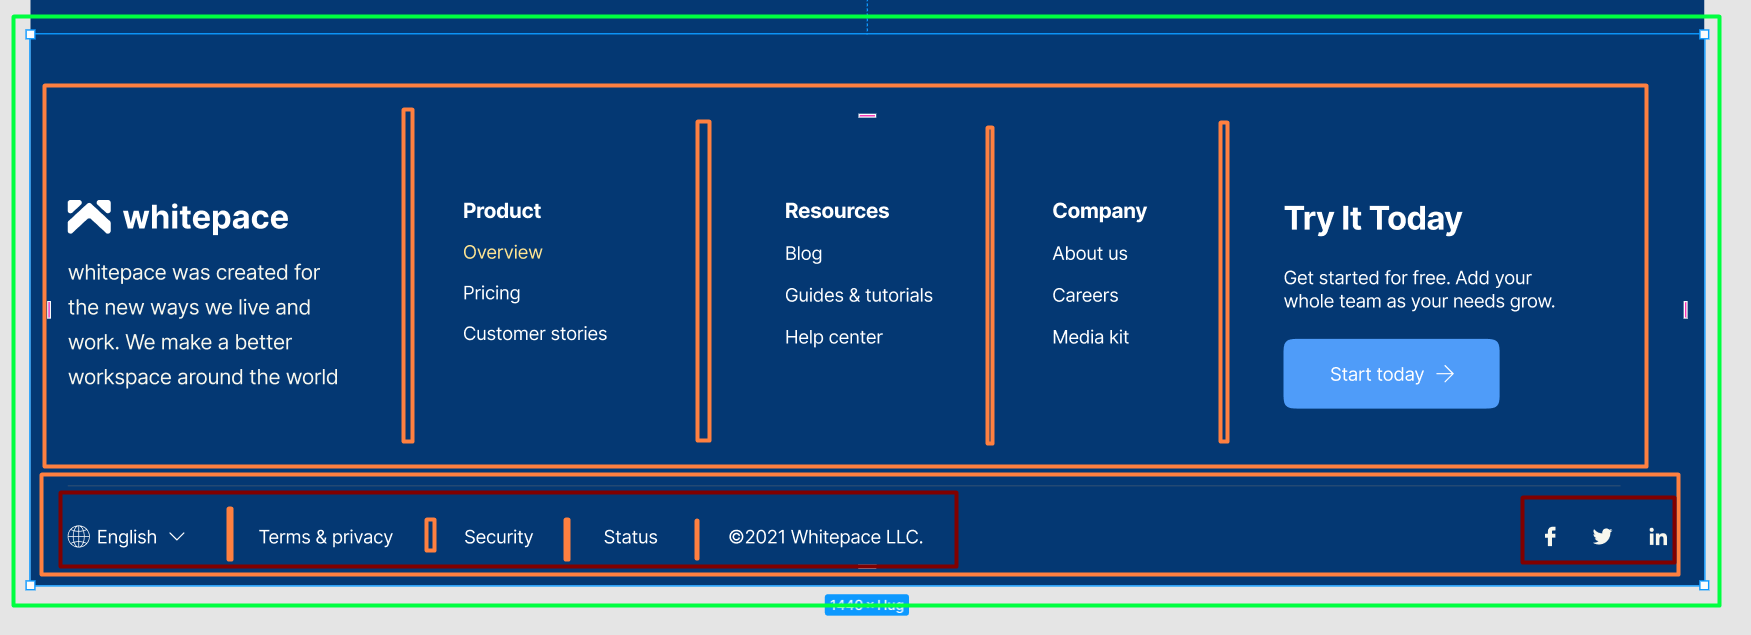 whitepace
whitepace was created for
the new ways we live and
work. We make a better
workspace around the world
Product
Overview
Pricing
Customer stories
Resources
Blog
Guides & tutorials
Help center
Company
About us
Careers
Media kit
Try It Today
Get started for free. Add your
whole team as your needs grow.
Start today
English
Terms & privacy
Security
Status
©2021 Whitepace LLC.
1440 × Hug